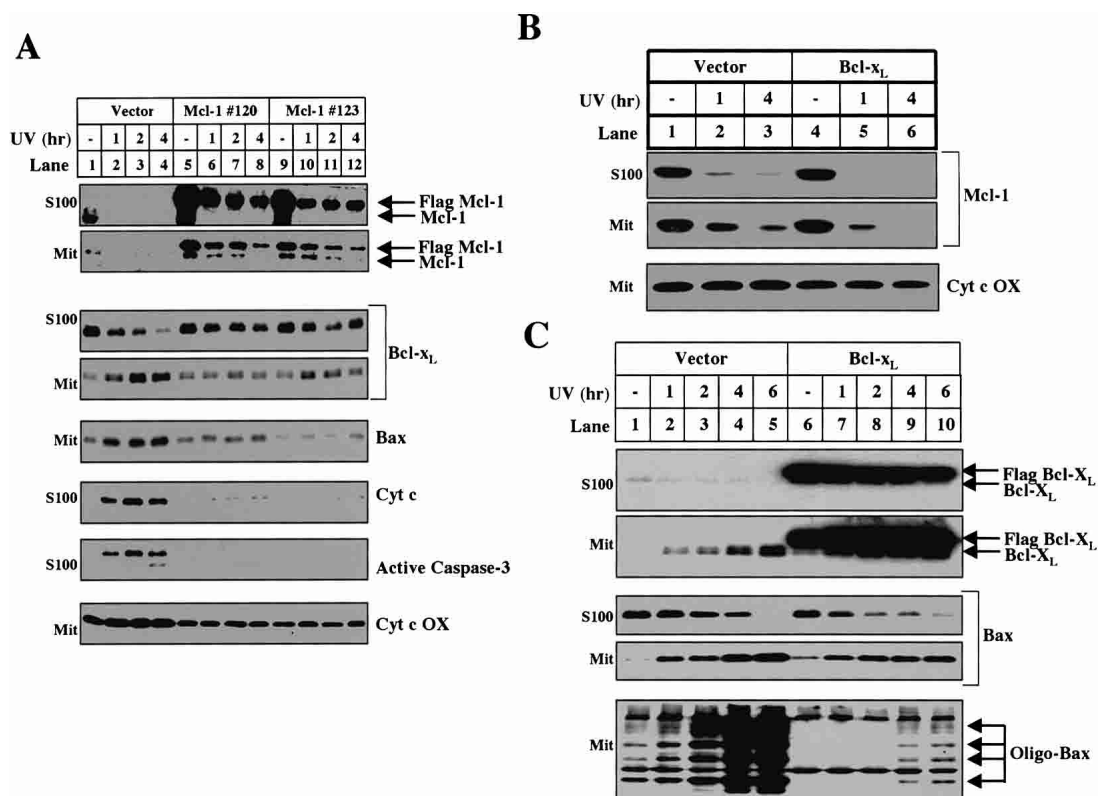 A
Vector Mcl-1 #120 Mcl-1 #123
UV (hr) - 1 2 4 - 1 2 4 - 1 2 4
Lane 1 2 3 4 5 6 7 8 9 10 11 12
S100 Flag Mcl-1
Mcl-1
Mit Flag Mcl-1
Mcl-1
S100
Bcl-xL
Mit
Mit Bax
S100 Cyt c
S100 Active Caspase-3
Mit Cyt c OX
B
Vector Bcl-xL
UV (hr) - 1 4 - 1 4
Lane 1 2 3 4 5 6
S100
Mcl-1
Mit
Mit Cyt c OX
C
Vector Bcl-xL
UV (hr) - 1 2 4 6 - 1 2 4 6
Lane 1 2 3 4 5 6 7 8 9 10
S100 Flag Bcl-XL
Bcl-XL
Mit Flag Bcl-XL
Bcl-XL
S100
Bax
Mit
Mit Oligo-Bax